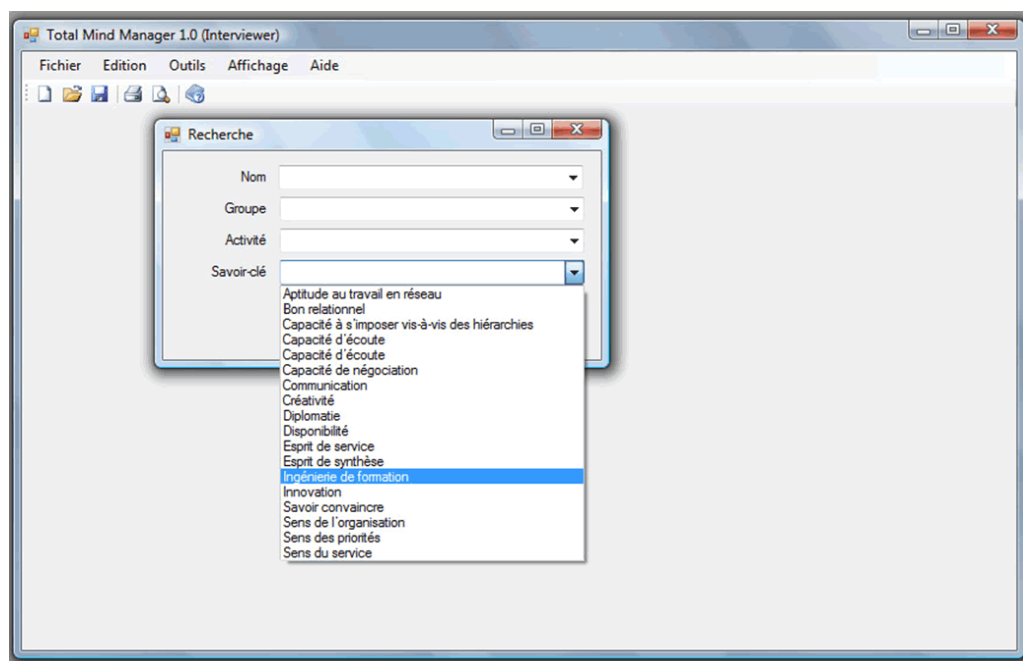 Total Mind Manager 1.0 (Interviewer)
Fichier Edition Outils Affichage Aide
Recherche
Nom
Groupe
Activité
Savoir-clé
Aptitude au travail en réseau
Bon relationnel
Capacité à s'imposer vis-à-vis des hiérarchies
Capacité d'écoute
Capacité d'écoute
Capacité de négociation
Communication
Créativité
Diplomatie
Disponibilité
Esprit de service
Esprit de synthèse
Ingénierie de formation
Innovation
Savoir convaincre
Sens de l'organisation
Sens des priorités
Sens du service